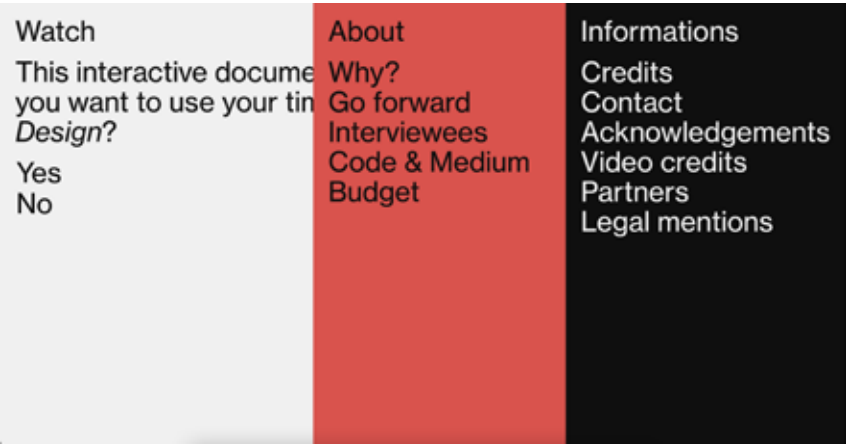 Watch
This interactive docume
you want to use your tin
Design?
Yes
No
About
Why?
Go forward
Interviewees
Code & Medium
Budget
Informations
Credits
Contact
Acknowledgements
Video credits
Partners
Legal mentions